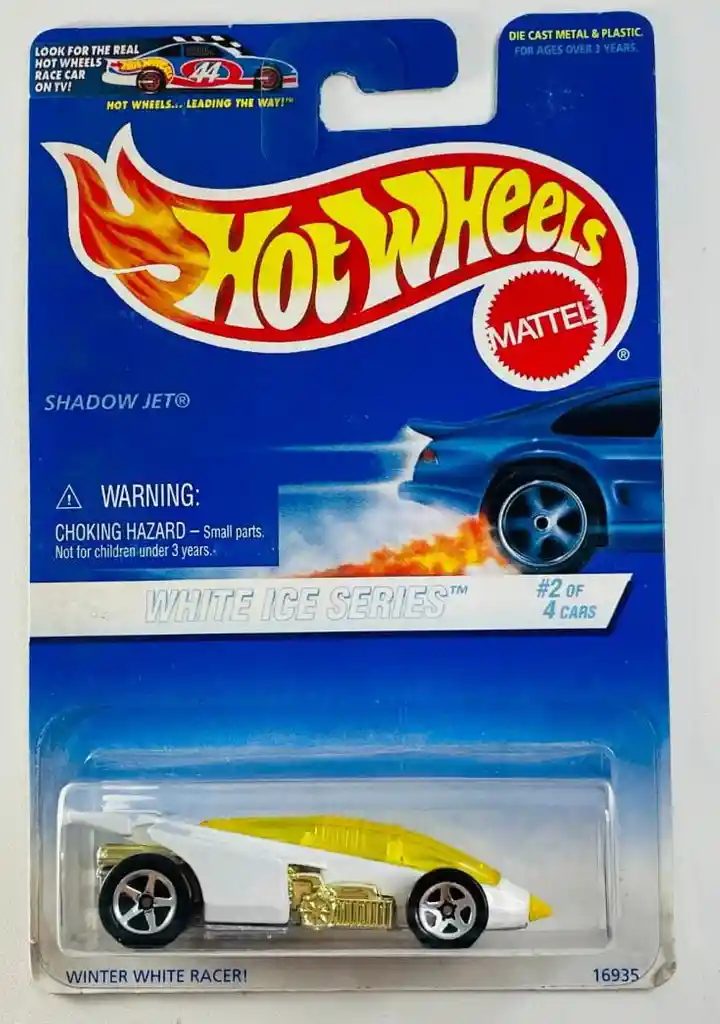 LOOK FOR THE REAL
HOT WHEELS
RACE CAR
ON TV!
44
HOT WHEELS... LEADING THE WAY!™
DIE CAST METAL & PLASTIC.
FOR AGES OVER 3 YEARS.
HOT WHEELS
MATTEL
®
SHADOW JET®
⚠ WARNING:
CHOKING HAZARD – Small parts.
Not for children under 3 years.
WHITE ICE SERIES™
#2 OF
4 CARS
WINTER WHITE RACER!
16935